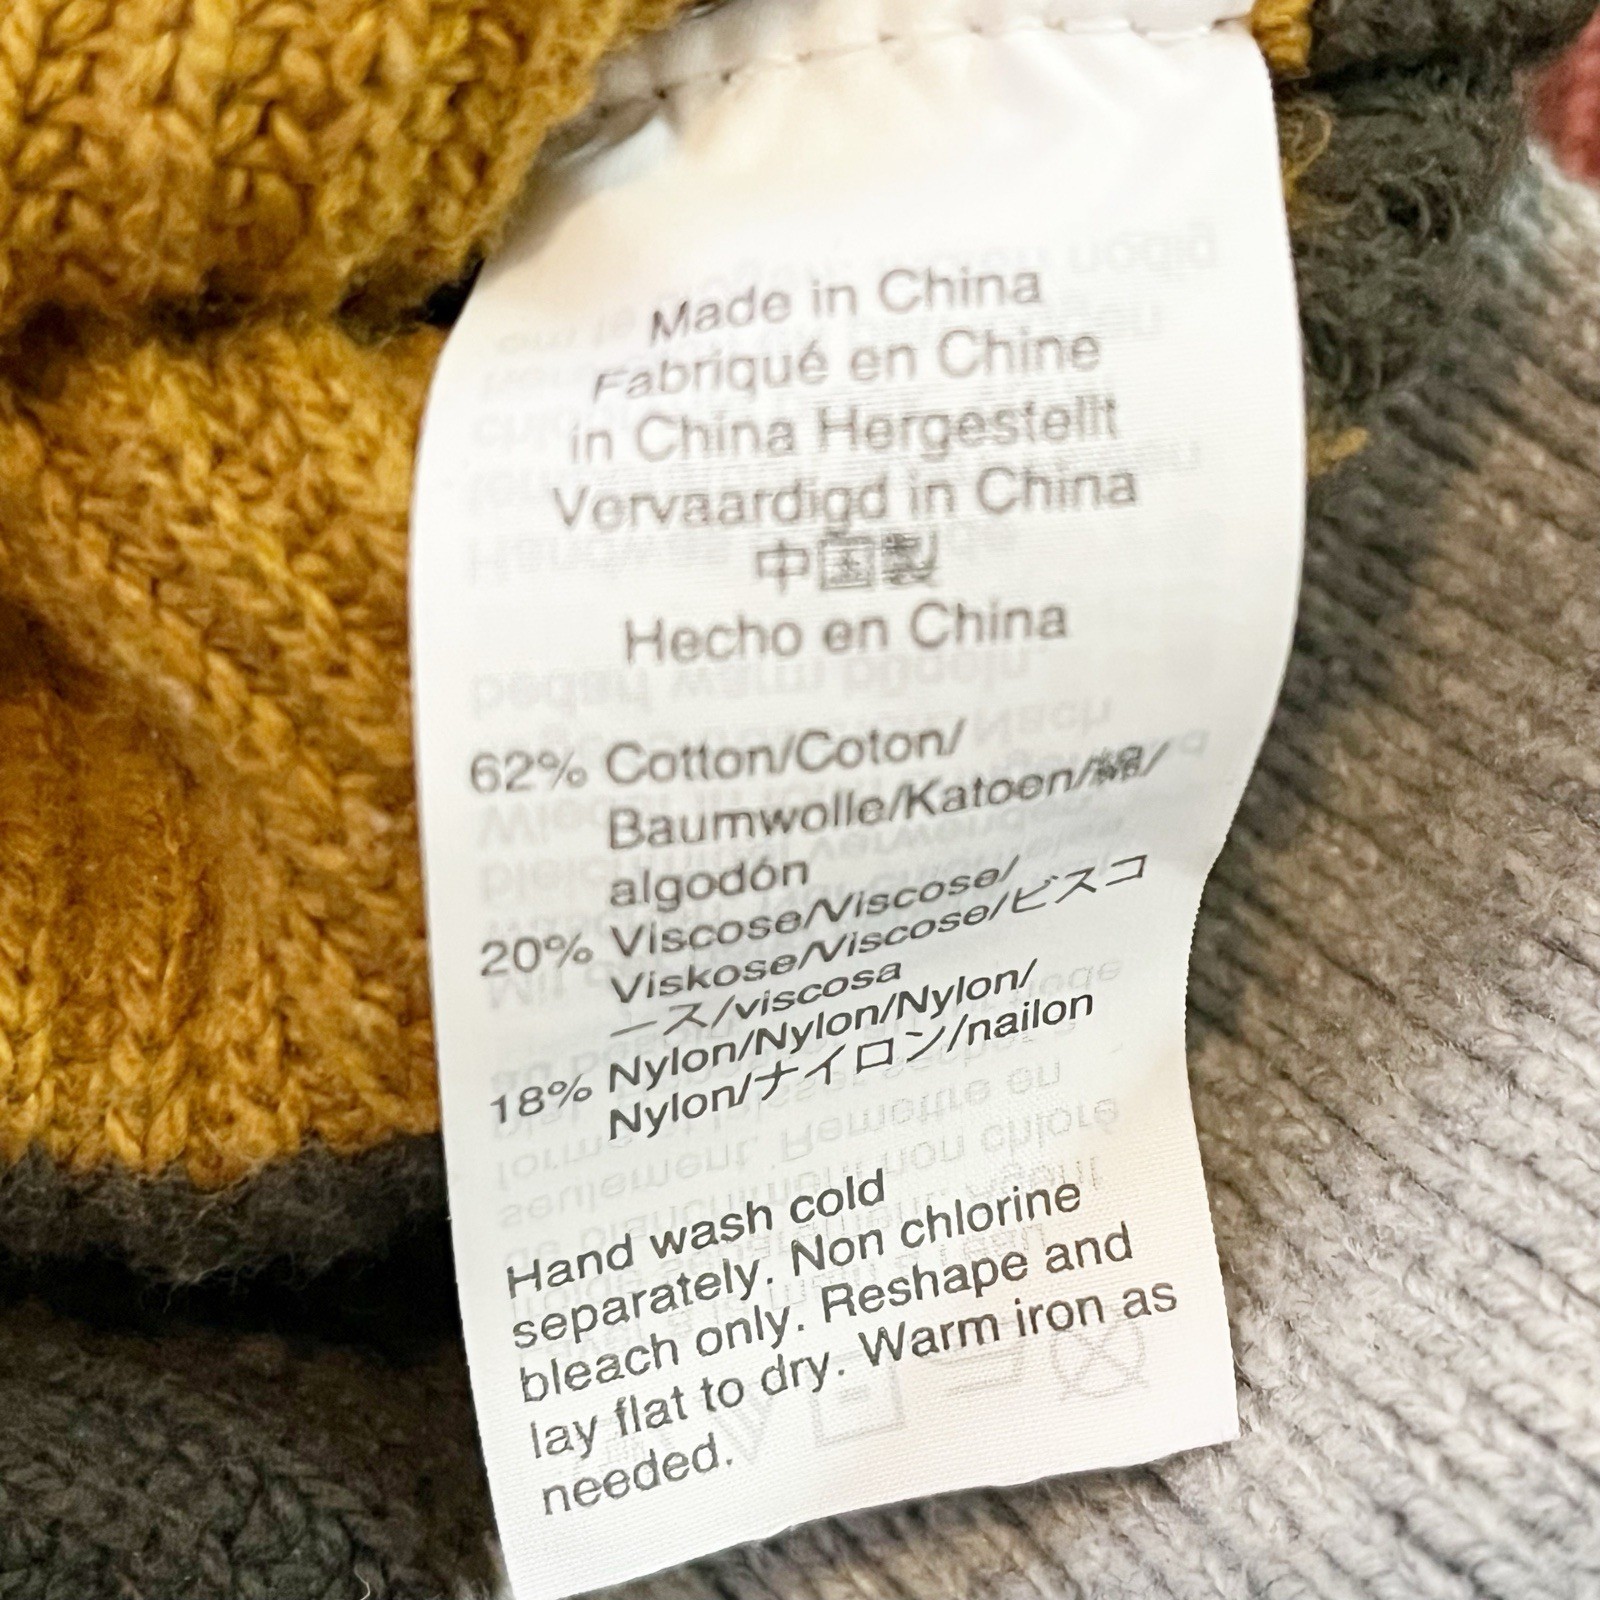 Made in China
Fabriqué en Chine
in China Hergestellt
Vervaardigd in China
中国製
Hecho en China
62% Cotton/Coton/
Baumwolle/Katoen/綿/
algodón
20% Viscose/Viscose/
Viskose/Viscose/ビスコ
ース/viscosa
18% Nylon/Nylon/Nylon/
Nylon/ナイロン/nailon
Hand wash cold
separately. Non chlorine
bleach only. Reshape and
lay flat to dry. Warm iron as
needed.